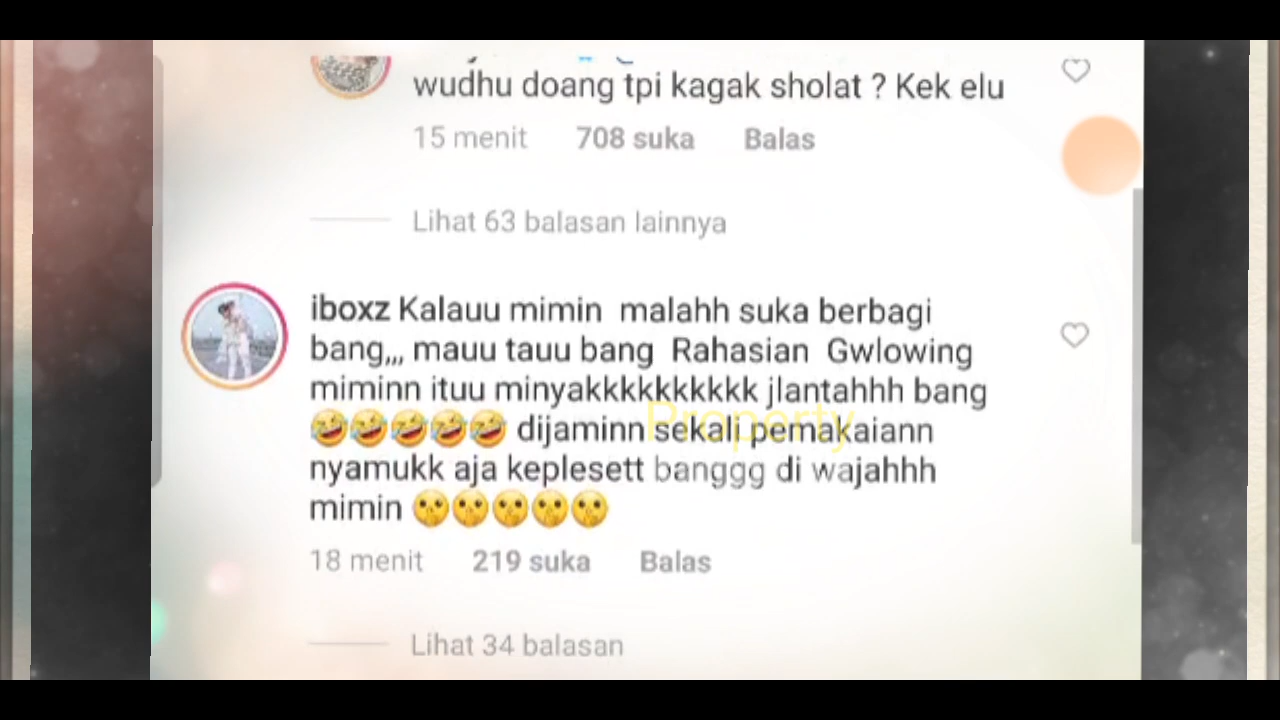 wudhu doang tpi kagak sholat ? Kek elu
15 menit 708 suka Balas
Lihat 63 balasan lainnya
iboxz Kalauu mimin malahh suka berbagi
bang,,, mauu tauu bang Rahasian Gwlowing
miminn ituu minyakkkkkkkkkk jlantahhh bang
🤣🤣🤣🤣🤣 dijaminn sekali pemakaiann
Property
nyamukk aja keplesett banggg di wajahhh
mimin 🤫🤫🤫🤫🤫
18 menit 219 suka Balas
Lihat 34 balasan